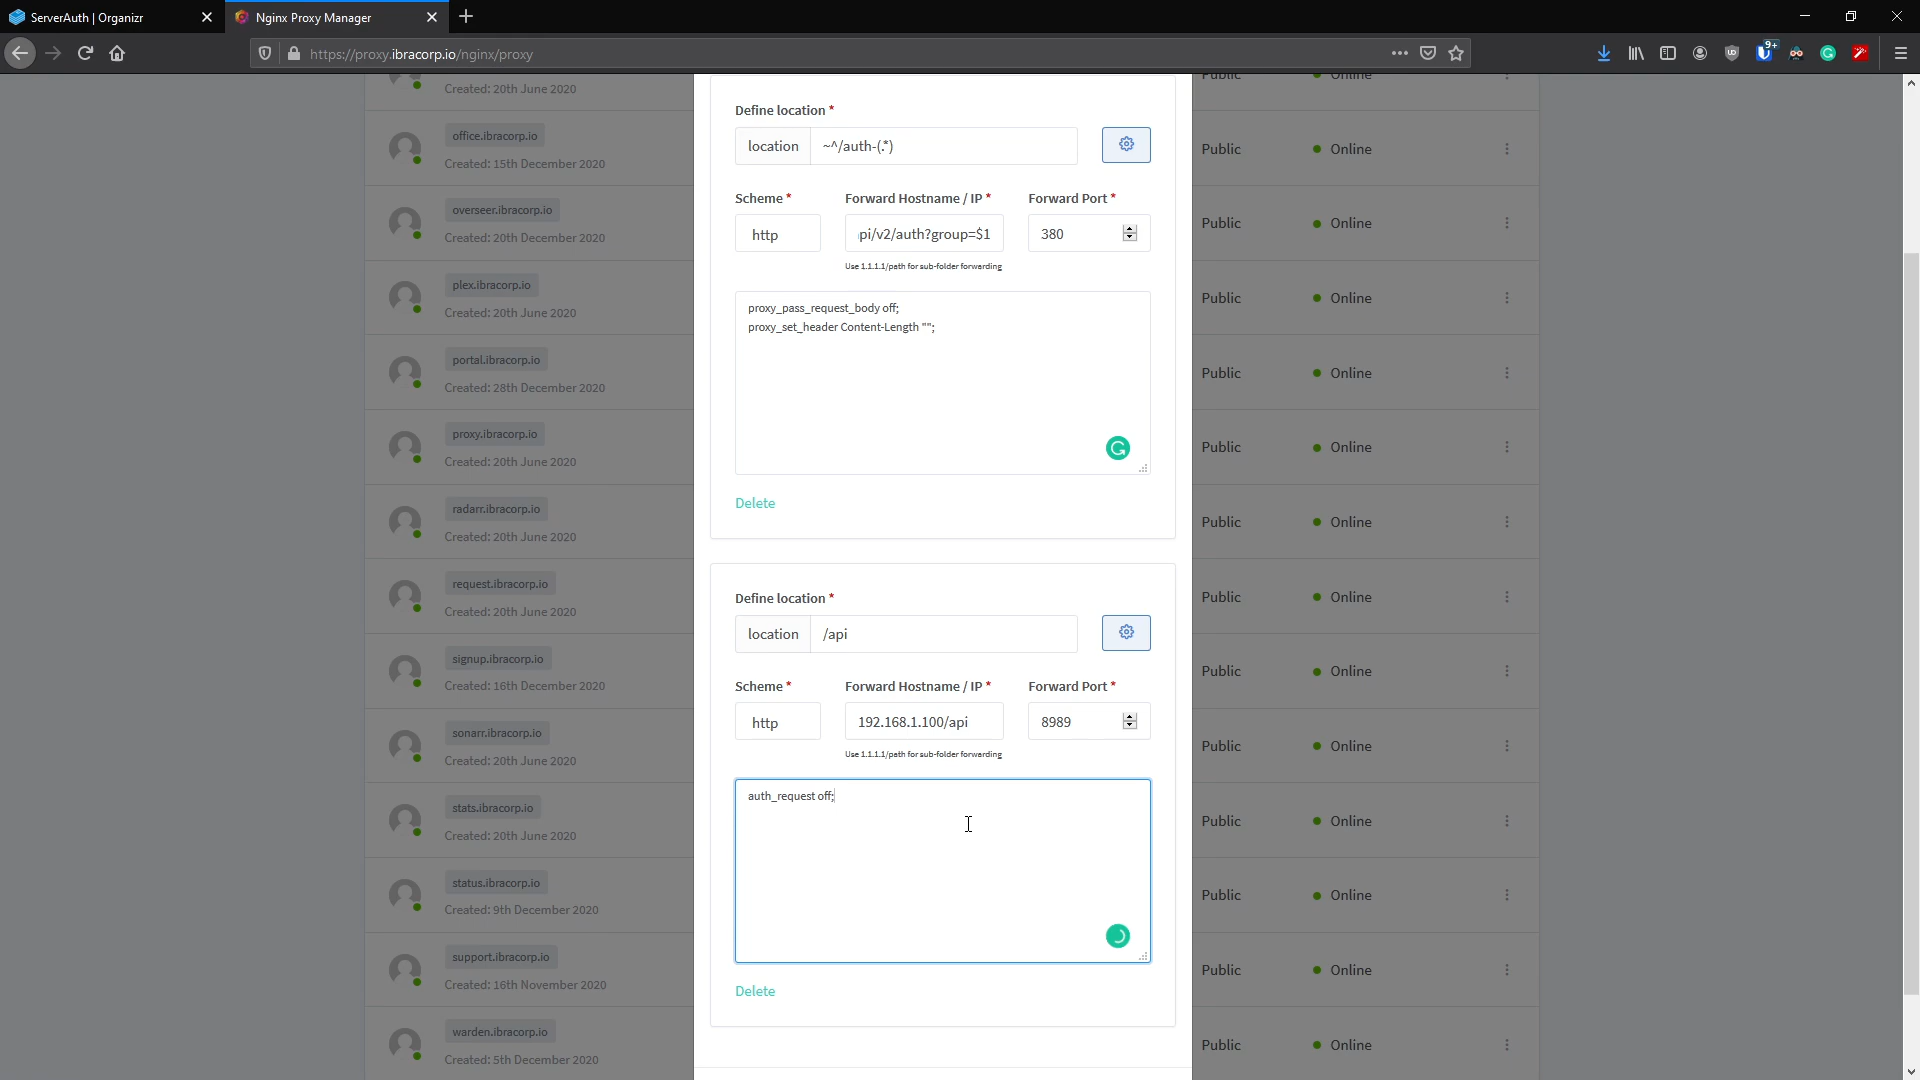 ServerAuth | Organizr
Nginx Proxy Manager
https://proxy.ibracorp.io/nginx/proxy
9+
Created: 20th June 2020
Public
Online
office.ibracorp.io
Created: 15th December 2020
Public
Online
overseer.ibracorp.io
Created: 20th December 2020
Public
Online
plex.ibracorp.io
Created: 20th June 2020
Public
Online
portal.ibracorp.io
Created: 28th December 2020
Public
Online
proxy.ibracorp.io
Created: 20th June 2020
Public
Online
radarr.ibracorp.io
Created: 20th June 2020
Public
Online
request.ibracorp.io
Created: 20th June 2020
Public
Online
signup.ibracorp.io
Created: 16th December 2020
Public
Online
sonarr.ibracorp.io
Created: 20th June 2020
Public
Online
stats.ibracorp.io
Created: 20th June 2020
Public
Online
status.ibracorp.io
Created: 9th December 2020
Public
Online
support.ibracorp.io
Created: 16th November 2020
Public
Online
warden.ibracorp.io
Created: 5th December 2020
Public
Online
Define location *
location ~^/auth-(.*)
Scheme * Forward Hostname / IP * Forward Port *
http pi/v2/auth?group=$1 380
Use 1.1.1.1/path for sub-folder forwarding
proxy_pass_request_body off;
proxy_set_header Content-Length "";
Delete
Define location *
location /api
Scheme * Forward Hostname / IP * Forward Port *
http 192.168.1.100/api 8989
Use 1.1.1.1/path for sub-folder forwarding
auth_request off;
Delete